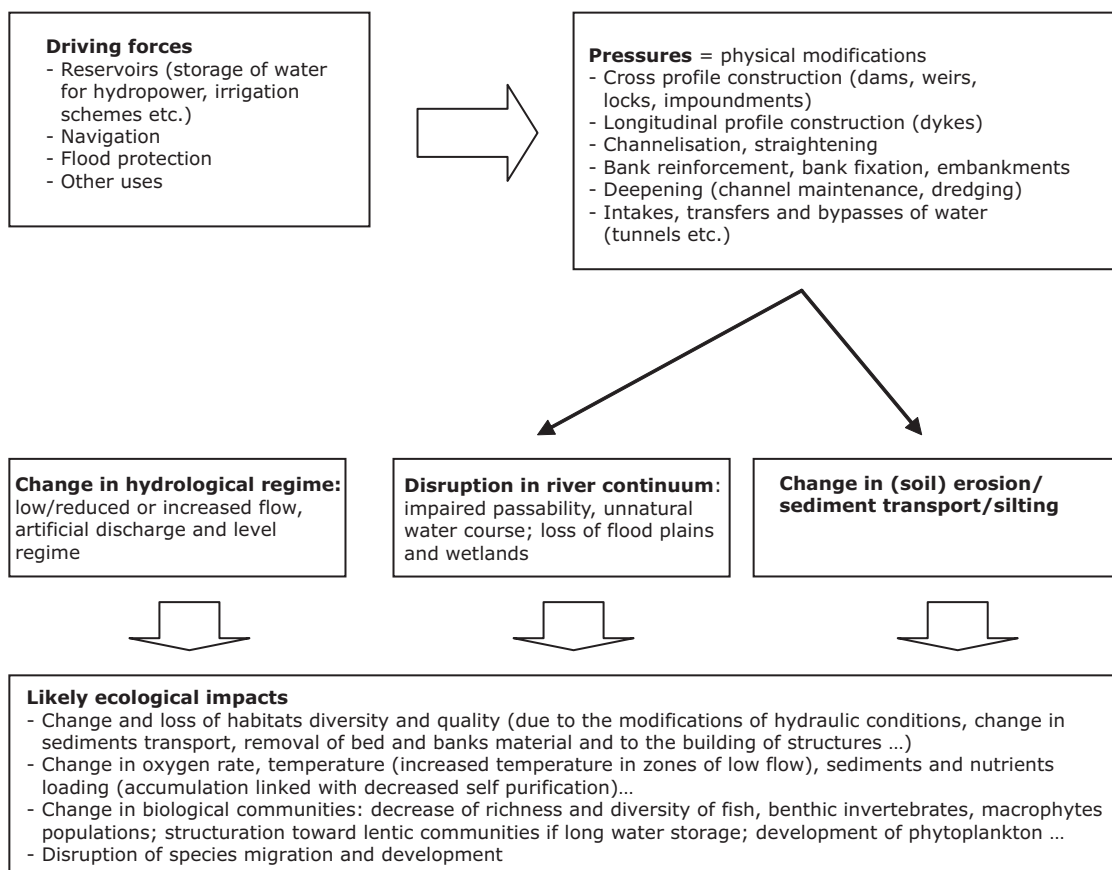 Driving forces
- Reservoirs (storage of water
for hydropower, irrigation
schemes etc.)
- Navigation
- Flood protection
- Other uses
Pressures = physical modifications
- Cross profile construction (dams, weirs,
locks, impoundments)
- Longitudinal profile construction (dykes)
- Channelisation, straightening
- Bank reinforcement, bank fixation, embankments
- Deepening (channel maintenance, dredging)
- Intakes, transfers and bypasses of water
(tunnels etc.)
Change in hydrological regime:
low/reduced or increased flow,
artificial discharge and level
regime
Disruption in river continuum:
impaired passability, unnatural
water course; loss of flood plains
and wetlands
Change in (soil) erosion/
sediment transport/silting
Likely ecological impacts
- Change and loss of habitats diversity and quality (due to the modifications of hydraulic conditions, change in
sediments transport, removal of bed and banks material and to the building of structures ...)
- Change in oxygen rate, temperature (increased temperature in zones of low flow), sediments and nutrients
loading (accumulation linked with decreased self purification)...
- Change in biological communities: decrease of richness and diversity of fish, benthic invertebrates, macrophytes
populations; structuration toward lentic communities if long water storage; development of phytoplankton ...
- Disruption of species migration and development